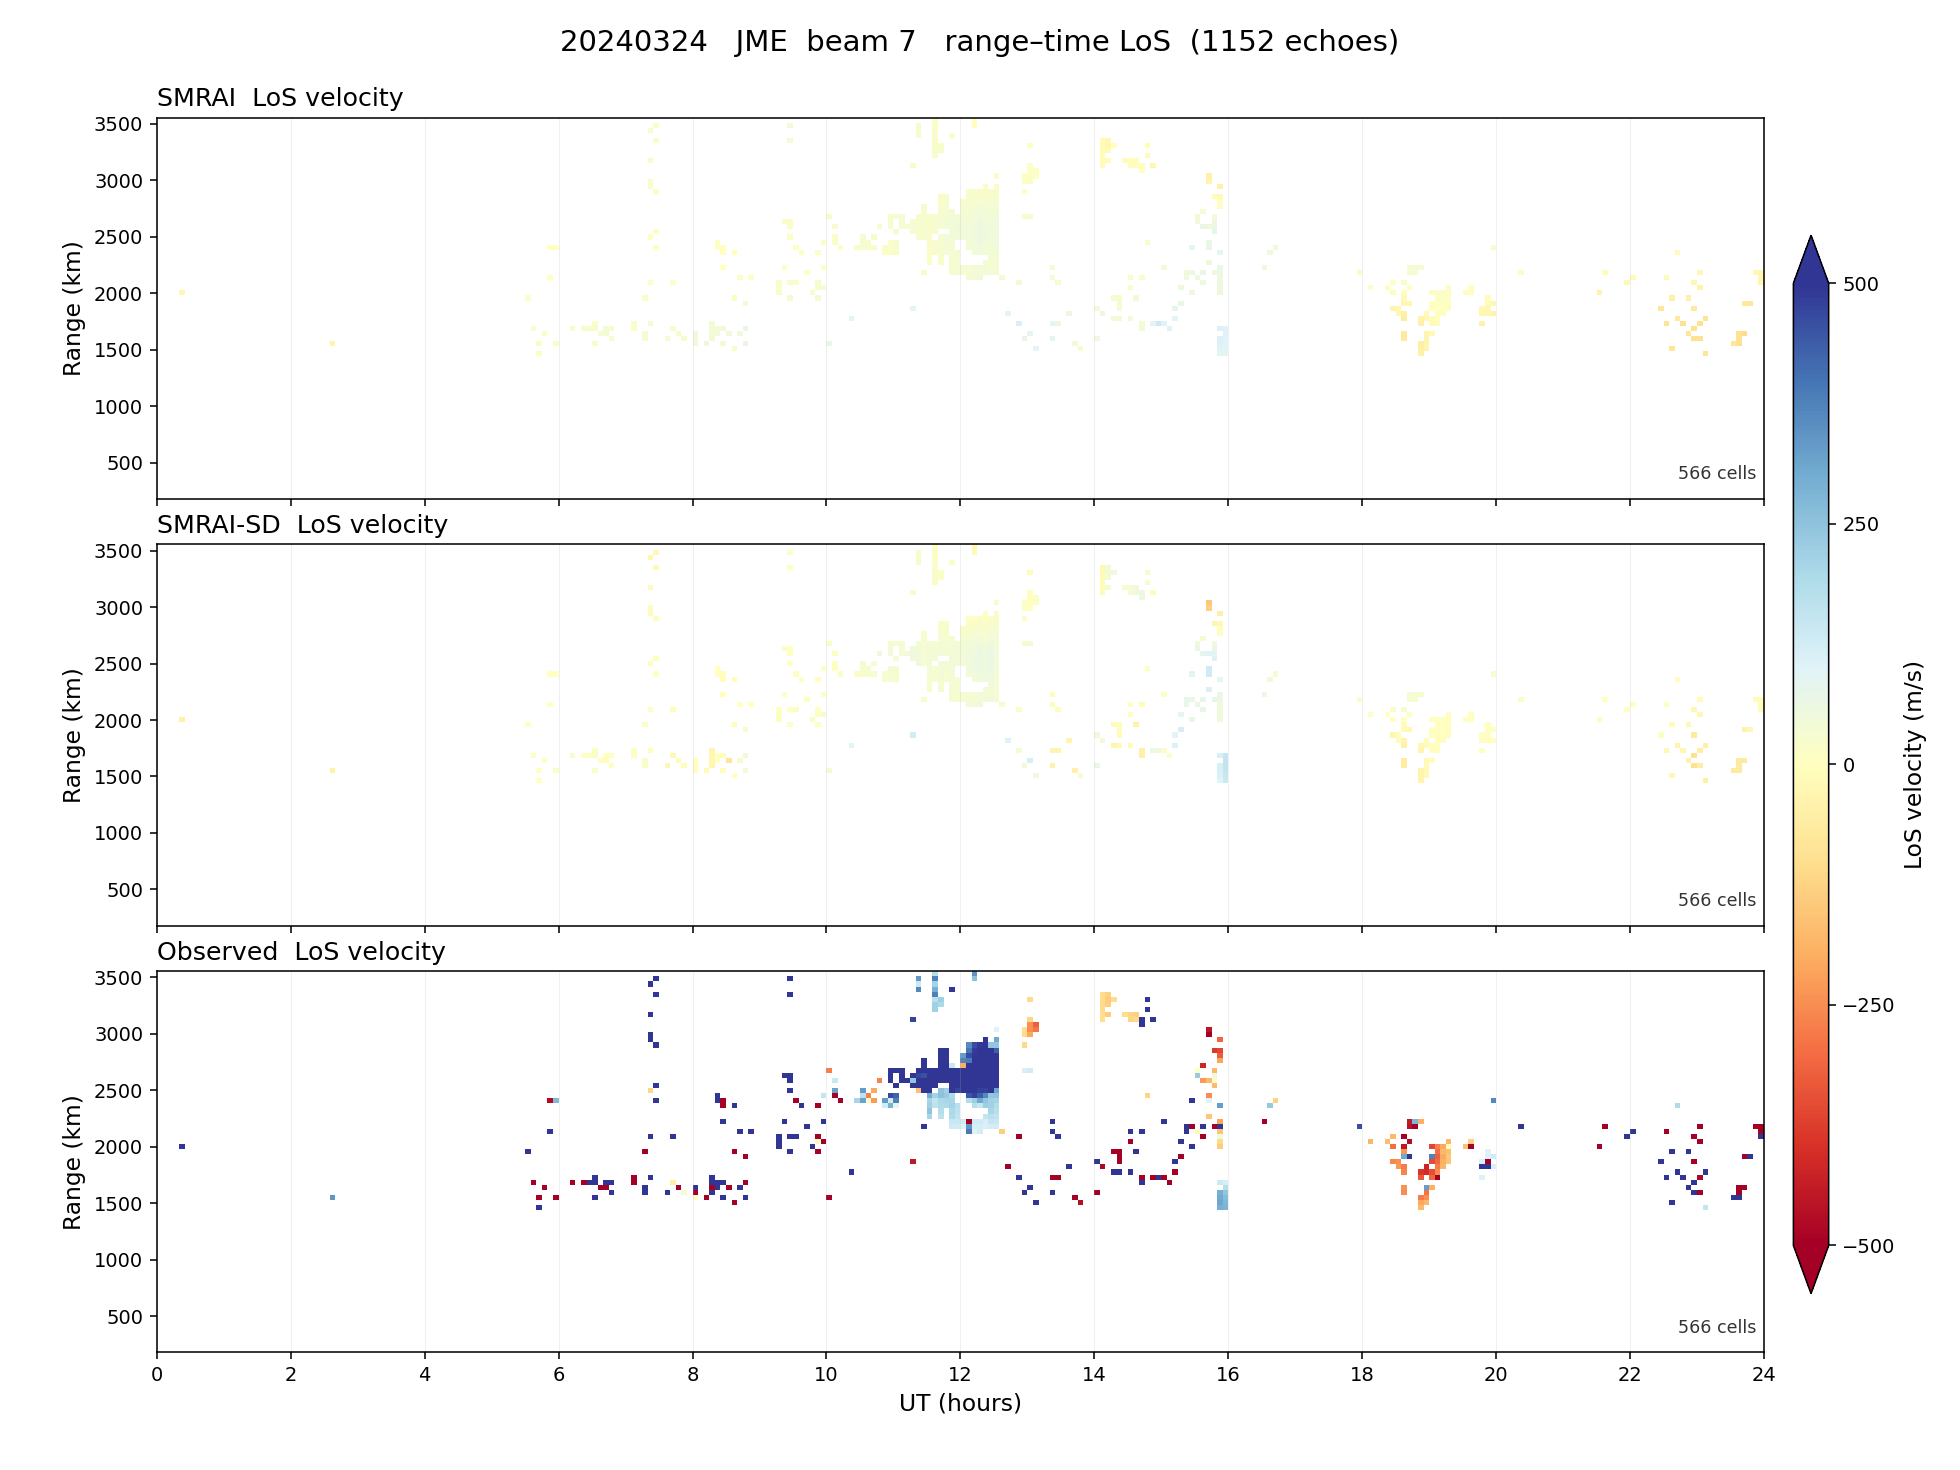 20240324   JME  beam 7   range–time LoS  (1152 echoes)
SMRAI  LoS velocity
3500
3000
2500
2000
1500
1000
500
Range (km)
566 cells
SMRAI-SD  LoS velocity
3500
3000
2500
2000
1500
1000
500
Range (km)
566 cells
Observed  LoS velocity
3500
3000
2500
2000
1500
1000
500
Range (km)
566 cells
0 2 4 6 8 10 12 14 16 18 20 22 24
UT (hours)
500
250
0
−250
−500
LoS velocity (m/s)